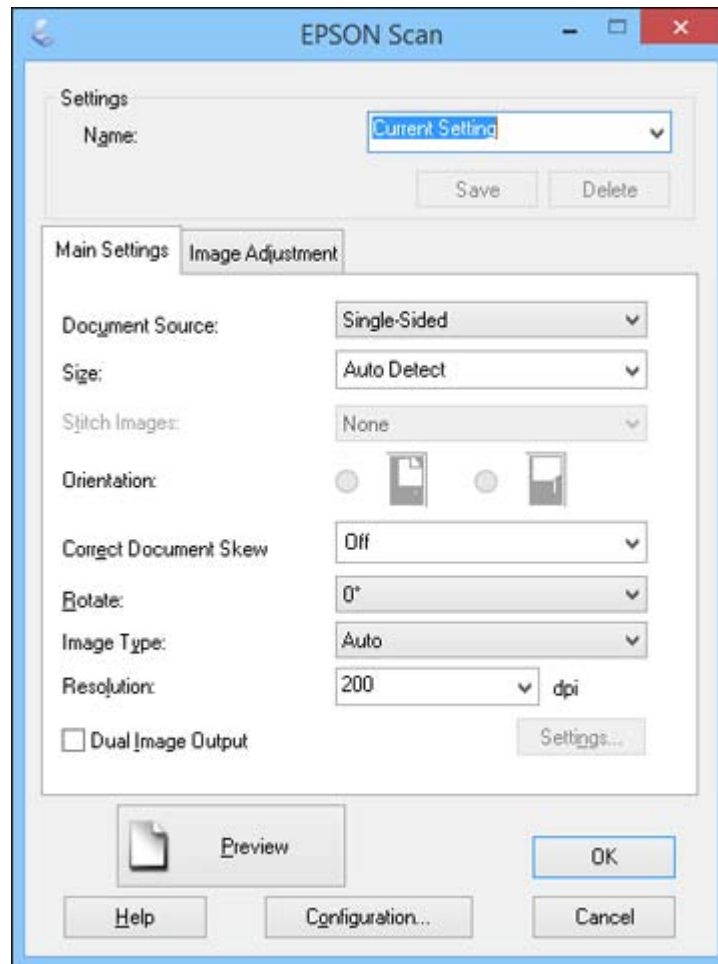 EPSON Scan
Settings
Name: Current Setting
Save Delete
Main Settings Image Adjustment
Document Source: Single-Sided
Size: Auto Detect
Stitch Images: None
Orientation:
Correct Document Skew Off
Rotate: 0°
Image Type: Auto
Resolution: 200 dpi
Dual Image Output Settings...
Preview
OK
Help Configuration... Cancel